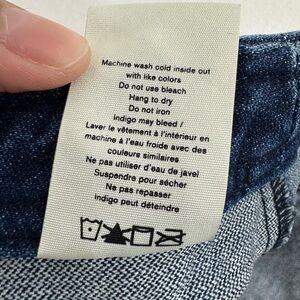 Machine wash cold inside out
with like colors
Do not use bleach
Hang to dry
Do not iron
indigo may bleed /
Laver le vêtement à l'intérieur en
machine à l'eau froide avec des
couleurs similaires
Ne pas utiliser d'eau de javel
Suspendre pour sécher
Ne pas repasser
indigo peut déteindre